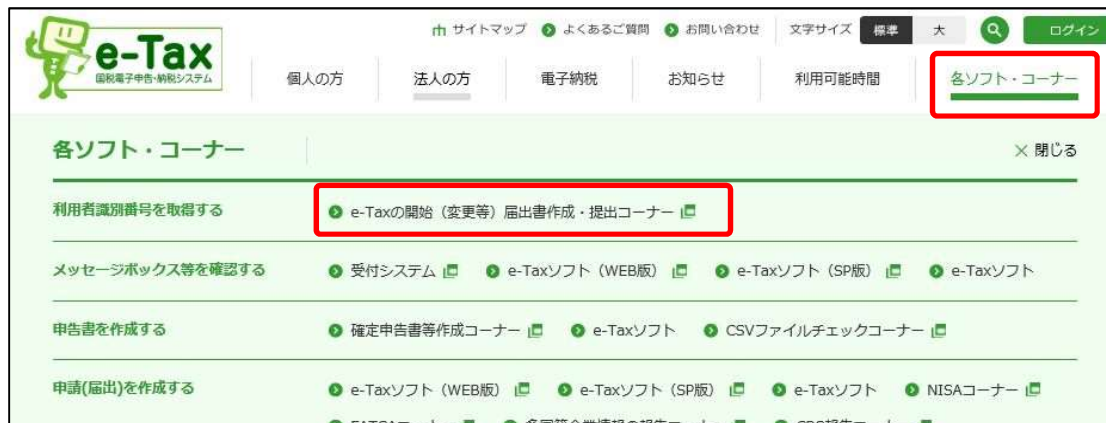 サイトマップ よくあるご質問 お問い合わせ 文字サイズ 標準 大 ログイン
e-Tax
国税電子申告・納税システム
個人の方 法人の方 電子納税 お知らせ 利用可能時間 各ソフト・コーナー
各ソフト・コーナー × 閉じる
利用者識別番号を取得する e-Taxの開始（変更等）届出書作成・提出コーナー
メッセージボックス等を確認する 受付システム e-Taxソフト（WEB版） e-Taxソフト（SP版） e-Taxソフト
申告書を作成する 確定申告書等作成コーナー e-Taxソフト CSVファイルチェックコーナー
申請(届出)を作成する e-Taxソフト（WEB版） e-Taxソフト（SP版） e-Taxソフト NISAコーナー